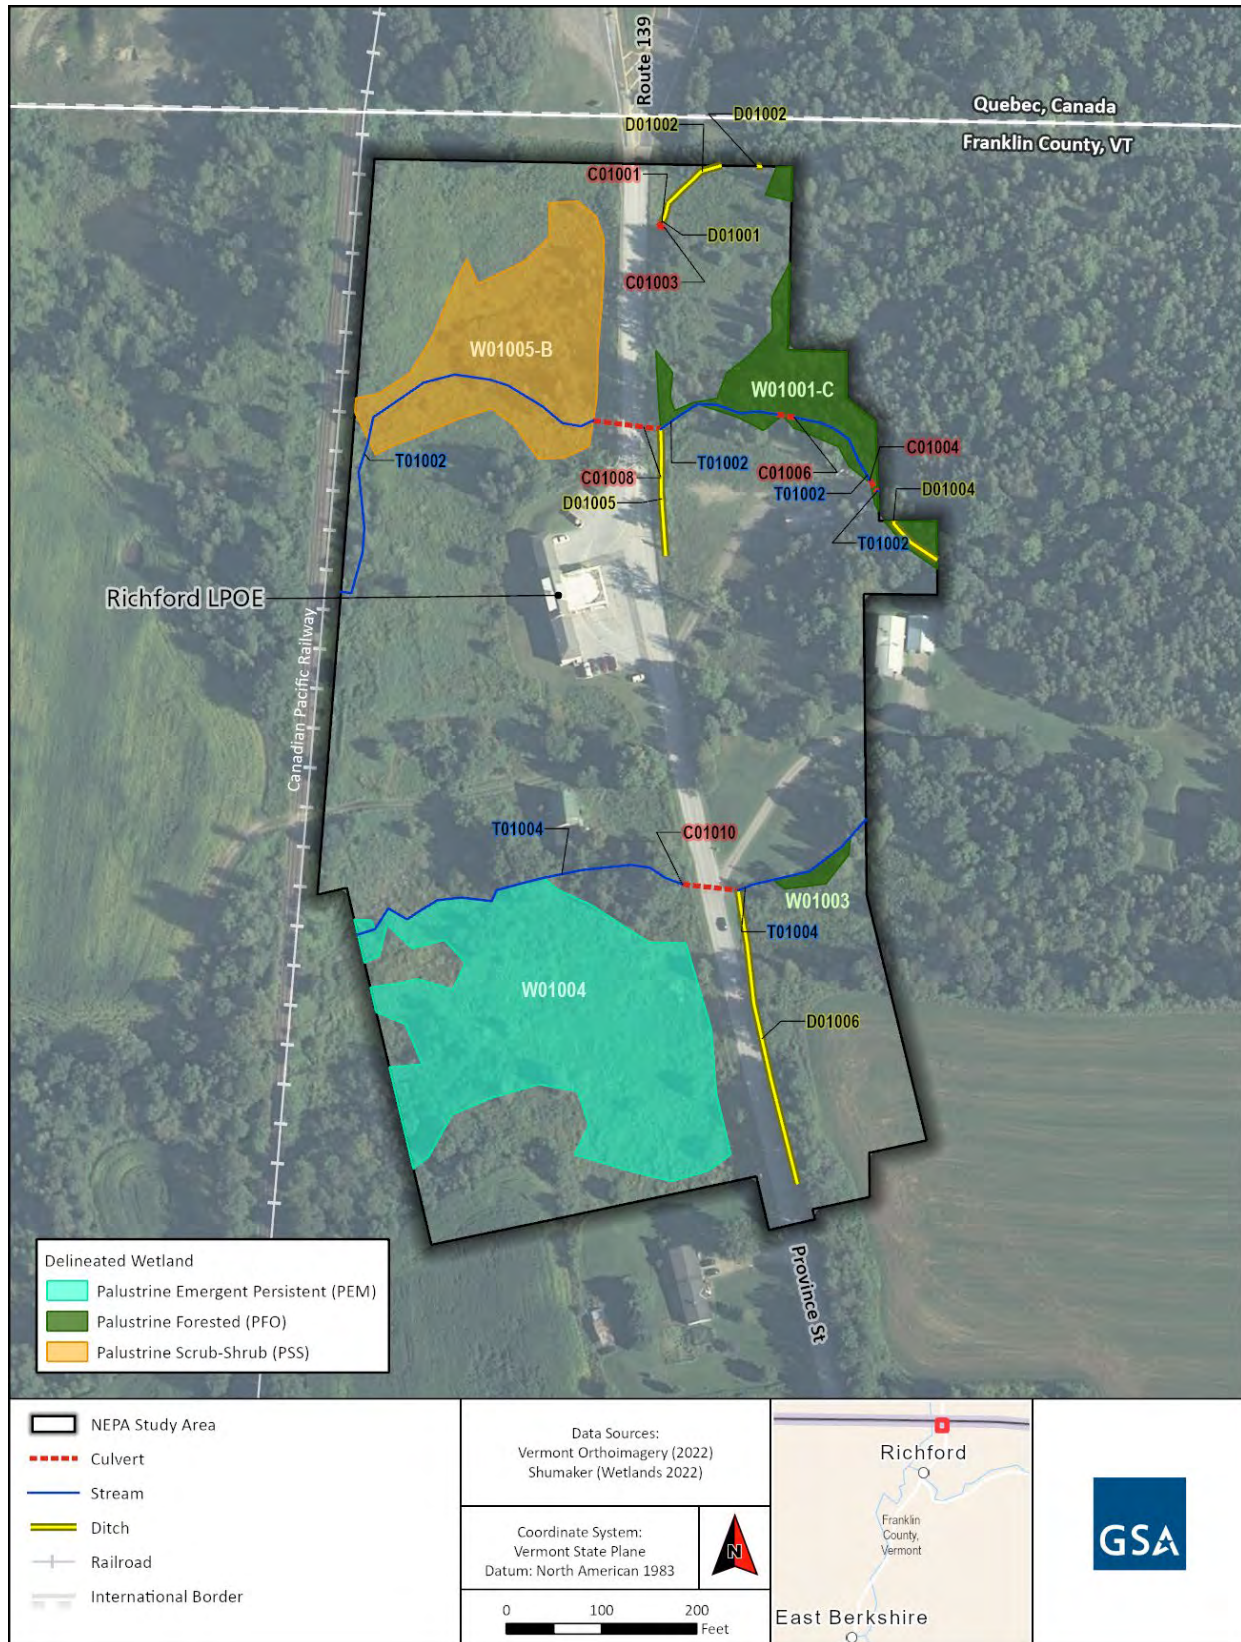 Route 139
Quebec, Canada
Franklin County, VT
D01002
D01002
C01001
D01001
C01003
W01005-B
W01001-C
T01002
C01008
T01002
C01006
C01004
T01002
D01004
D01005
T01002
Richford LPOE
Canadian Pacific Railway
T01004
C01010
W01003
T01004
W01004
D01006
Province St
Delineated Wetland
Palustrine Emergent Persistent (PEM)
Palustrine Forested (PFO)
Palustrine Scrub-Shrub (PSS)
NEPA Study Area
Culvert
Stream
Ditch
Railroad
International Border
Data Sources:
Vermont Orthoimagery (2022)
Shumaker (Wetlands 2022)
Coordinate System:
Vermont State Plane
Datum: North American 1983
N
0 100 200
Feet
Richford
Franklin
County,
Vermont
East Berkshire
GSA